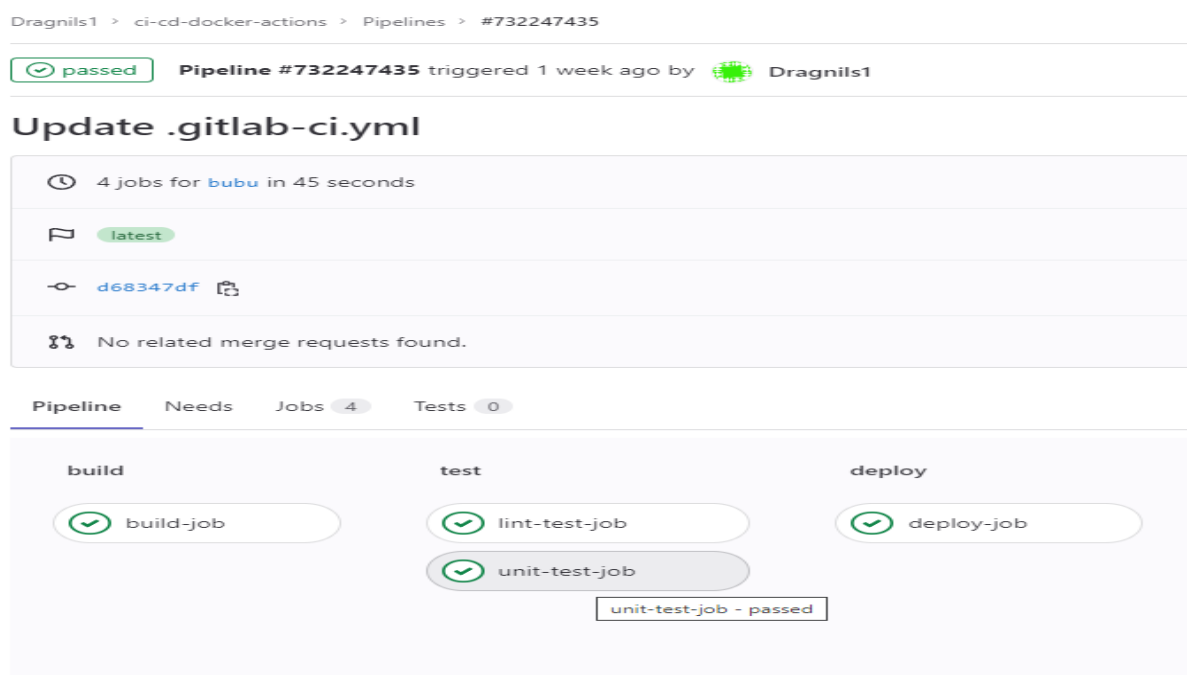 Dragnils1 > ci-cd-docker-actions > Pipelines > #732247435
passed Pipeline #732247435 triggered 1 week ago by Dragnils1
Update .gitlab-ci.yml
4 jobs for bubu in 45 seconds
latest
d68347df
No related merge requests found.
Pipeline Needs Jobs 4 Tests 0
build test deploy
build-job lint-test-job deploy-job
unit-test-job
unit-test-job - passed